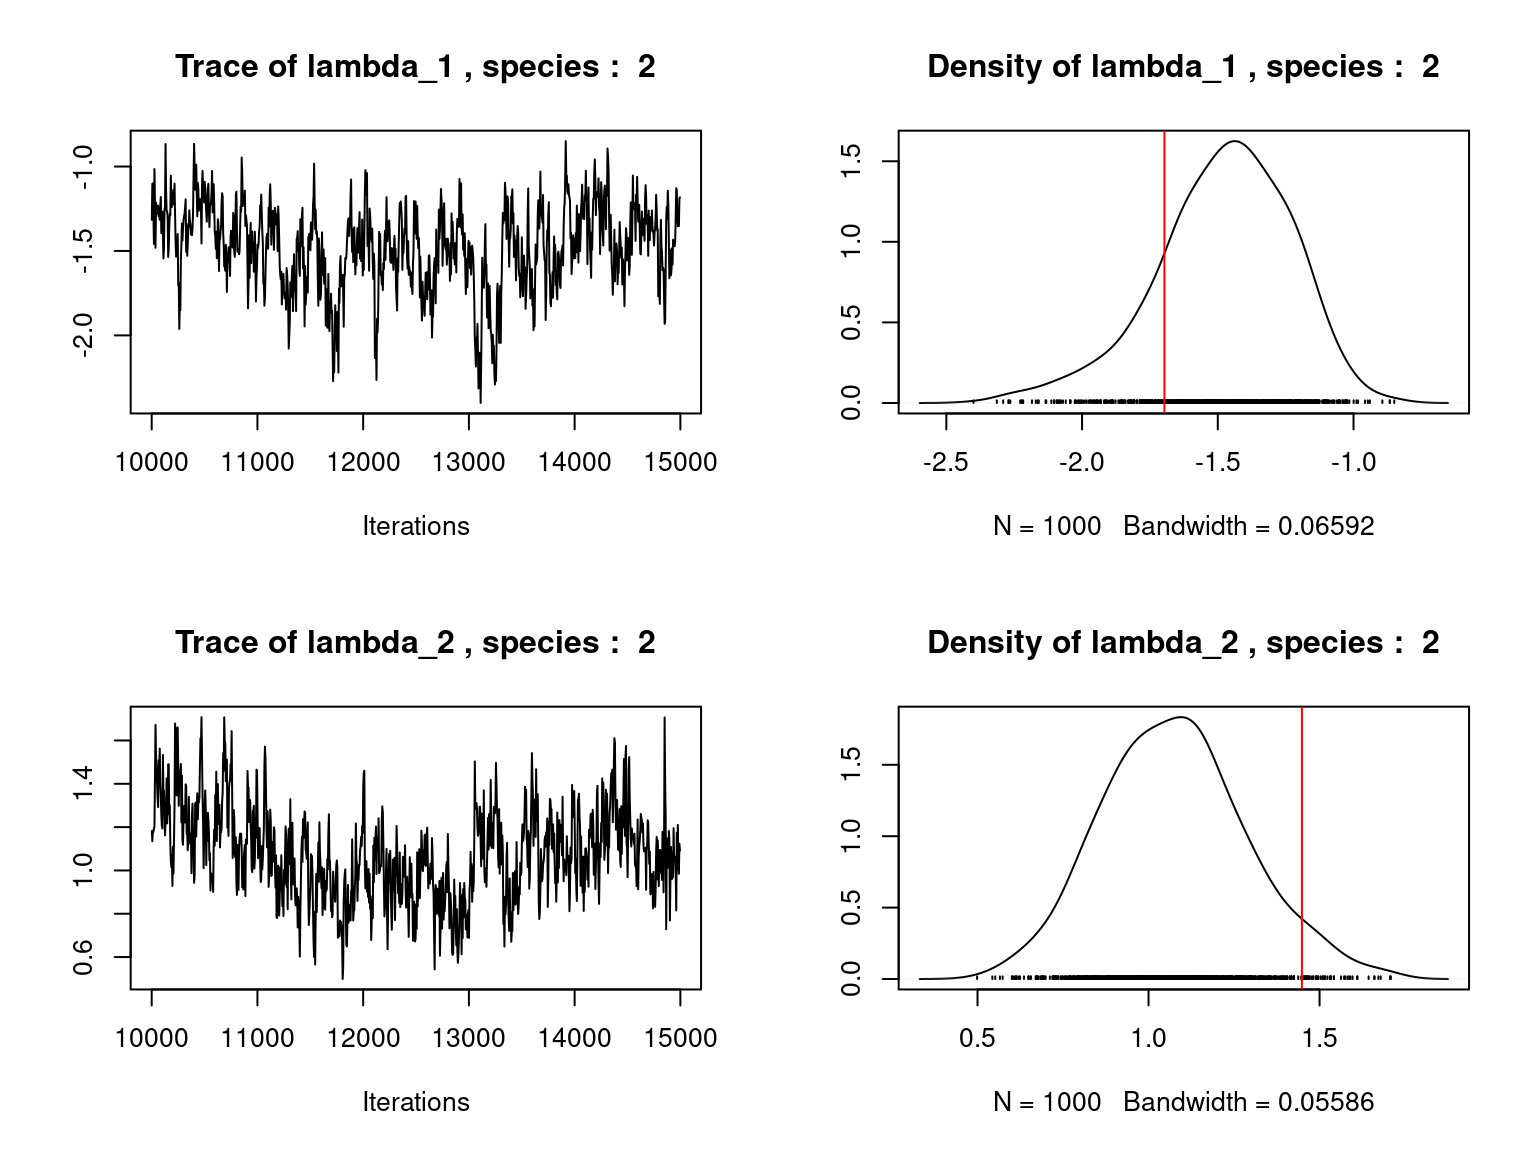 Trace of lambda_1 , species :  2
-1.0
-1.5
-2.0
10000 11000 12000 13000 14000 15000
Iterations
Density of lambda_1 , species :  2
1.5
1.0
0.5
0.0
-2.5 -2.0 -1.5 -1.0
N = 1000   Bandwidth = 0.06592
Trace of lambda_2 , species :  2
1.4
1.0
0.6
10000 11000 12000 13000 14000 15000
Iterations
Density of lambda_2 , species :  2
1.5
1.0
0.5
0.0
0.5 1.0 1.5
N = 1000   Bandwidth = 0.05586